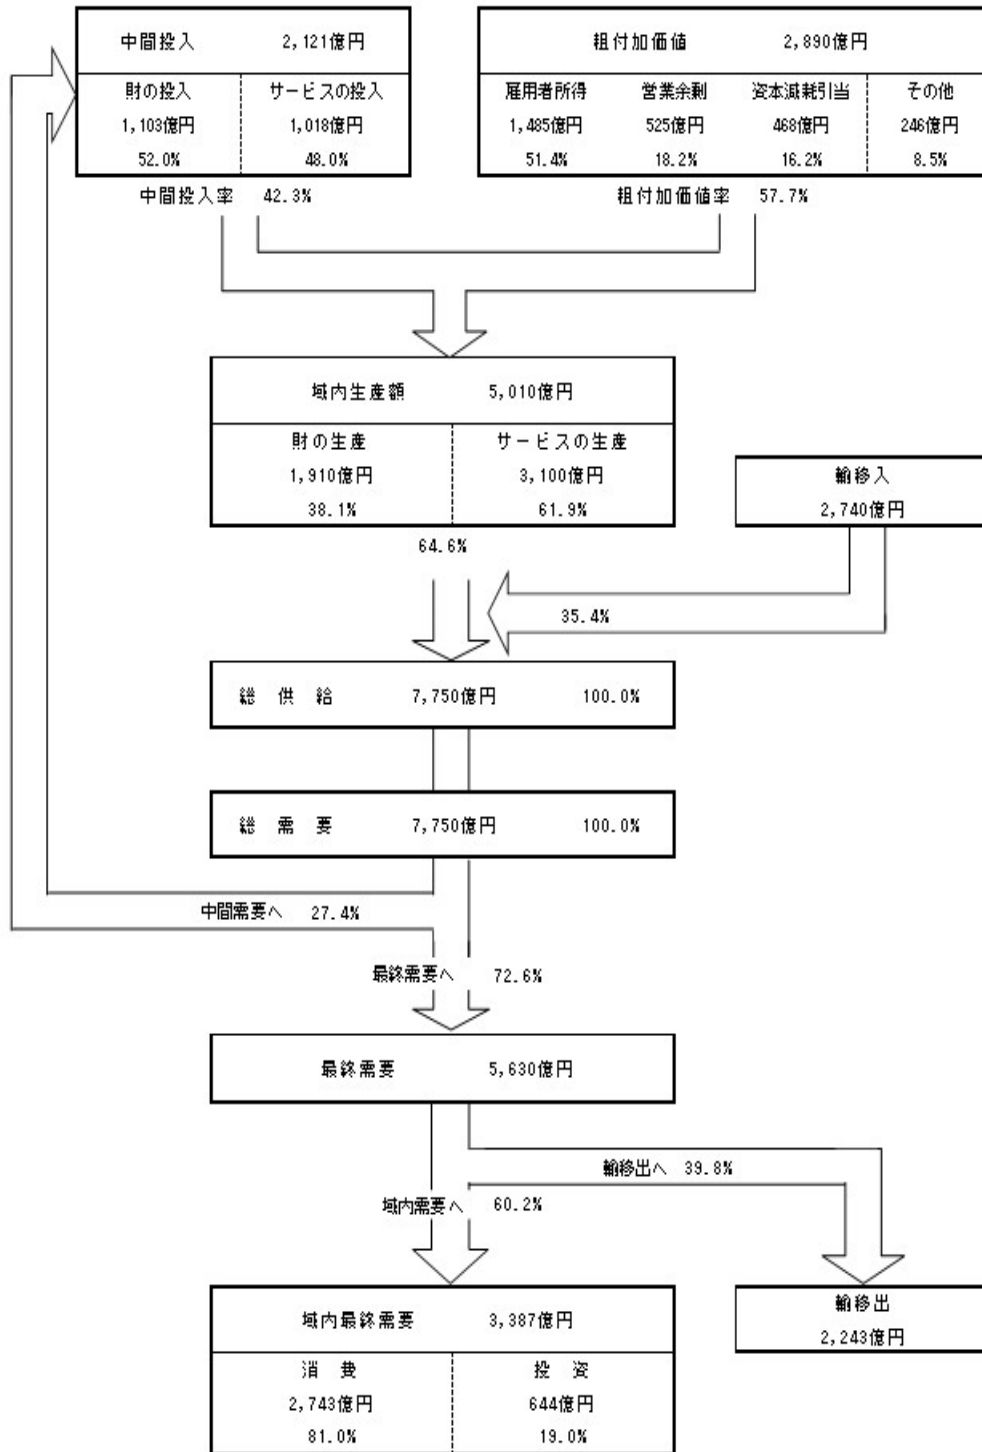 中間投入 2,121億円
財の投入 サービスの投入
1,103億円 1,018億円
52.0% 48.0%
中間投入率 42.3%
粗付加価値 2,890億円
雇用者所得 営業余剰 資本減耗引当 その他
1,485億円 525億円 468億円 246億円
51.4% 18.2% 16.2% 8.5%
粗付加価値率 57.7%
域内生産額 5,010億円
財の生産 サービスの生産
1,910億円 3,100億円
38.1% 61.9%
64.6%
輸移入
2,740億円
35.4%
総供給 7,750億円 100.0%
総需要 7,750億円 100.0%
中間需要へ 27.4%
最終需要へ 72.6%
最終需要 5,630億円
輸移出へ 39.8%
域内需要へ 60.2%
域内最終需要 3,387億円
消費 投資
2,743億円 644億円
81.0% 19.0%
輸移出
2,243億円